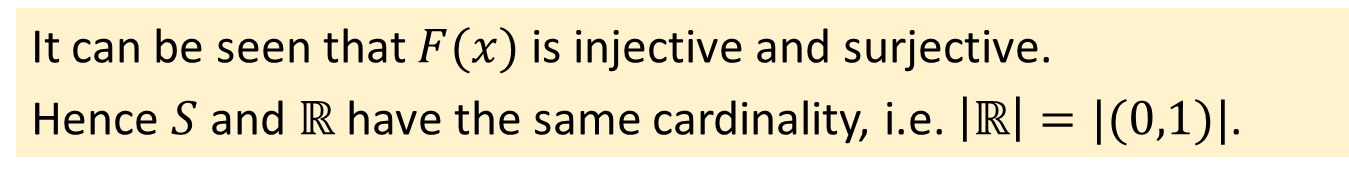 It can be seen that F(x) is injective and surjective.
Hence S and ℝ have the same cardinality, i.e. |ℝ| = |(0,1)|.